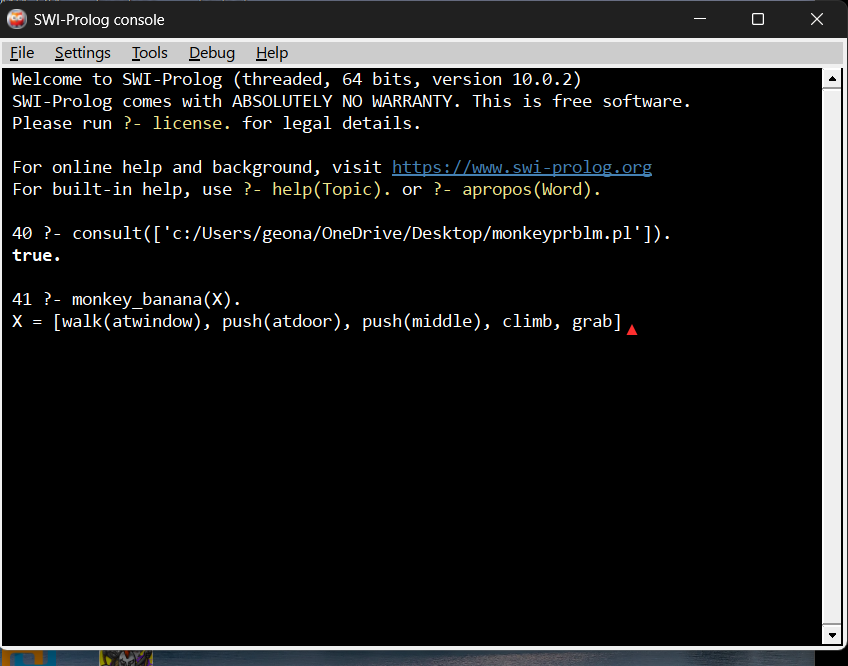 SWI-Prolog console
File Settings Tools Debug Help
Welcome to SWI-Prolog (threaded, 64 bits, version 10.0.2)
SWI-Prolog comes with ABSOLUTELY NO WARRANTY. This is free software.
Please run ?- license. for legal details.
For online help and background, visit https://www.swi-prolog.org
For built-in help, use ?- help(Topic). or ?- apropos(Word).
40 ?- consult(['c:/Users/geona/OneDrive/Desktop/monkeyprblm.pl']).
true.
41 ?- monkey_banana(X).
X = [walk(atwindow), push(atdoor), push(middle), climb, grab]